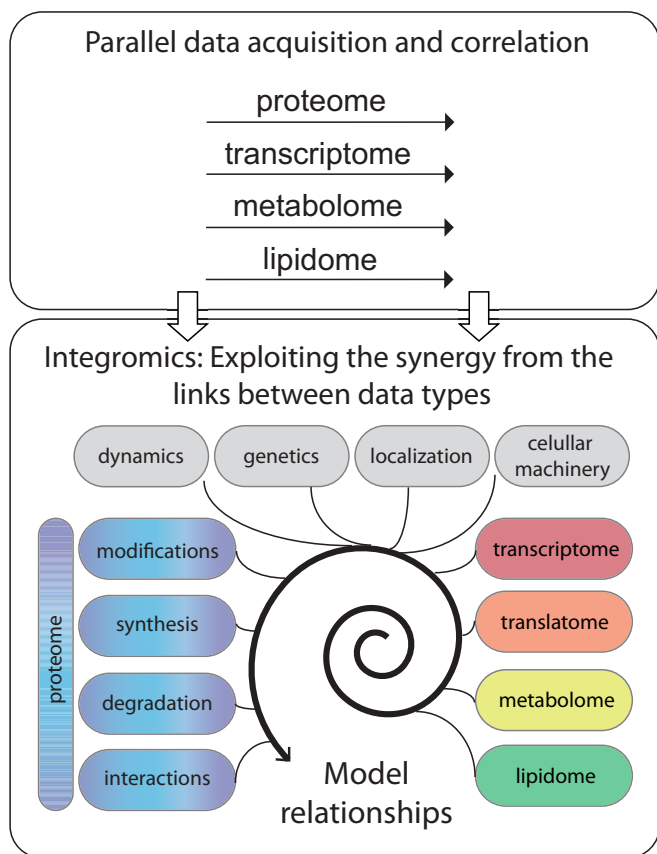 Parallel data acquisition and correlation
proteome
transcriptome
metabolome
lipidome
Integromics: Exploiting the synergy from the
links between data types
dynamics
genetics
localization
celullar
machinery
proteome
modifications
synthesis
degradation
interactions
transcriptome
translatome
metabolome
lipidome
Model
relationships